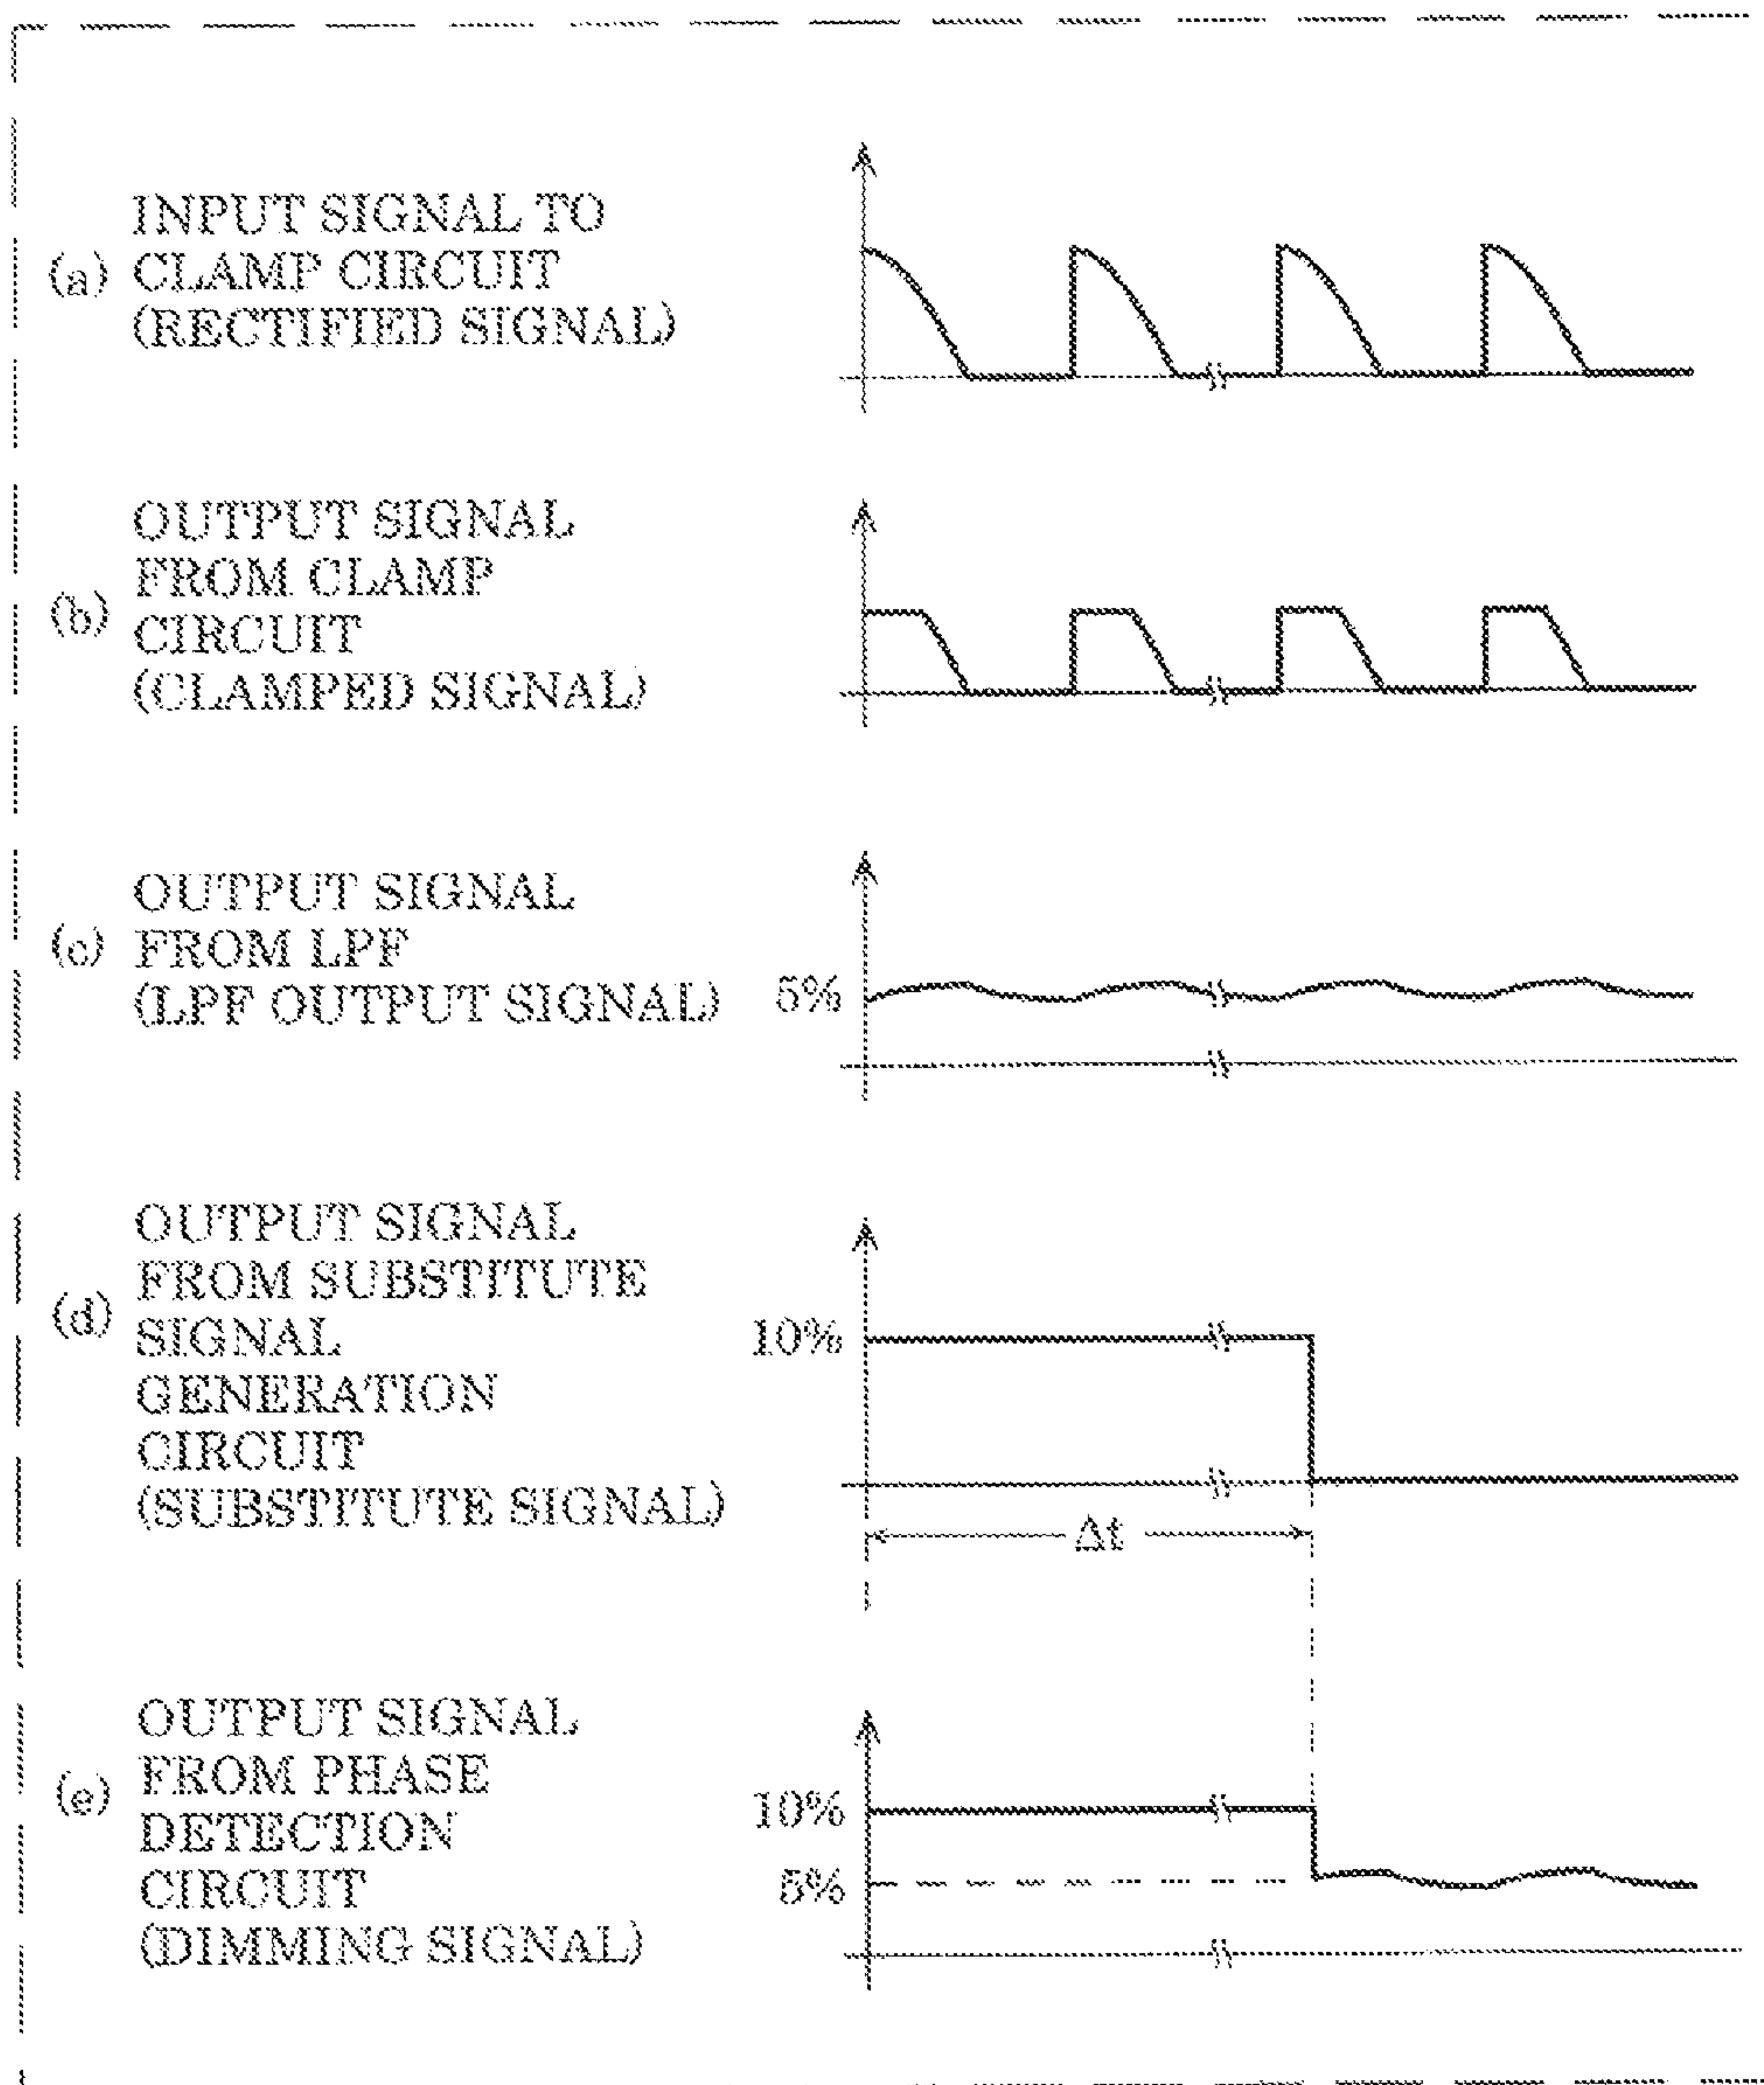 (a) INPUT SIGNAL TO
CLAMP CIRCUIT
(RECTIFIED SIGNAL)
(b) OUTPUT SIGNAL
FROM CLAMP
CIRCUIT
(CLAMPED SIGNAL)
(c) OUTPUT SIGNAL
FROM LPF
(LPF OUTPUT SIGNAL)
5%
(d) OUTPUT SIGNAL
FROM SUBSTITUTE
SIGNAL
GENERATION
CIRCUIT
(SUBSTITUTE SIGNAL)
10%
Δt
(e) OUTPUT SIGNAL
FROM PHASE
DETECTION
CIRCUIT
(DIMMING SIGNAL)
10%
5%